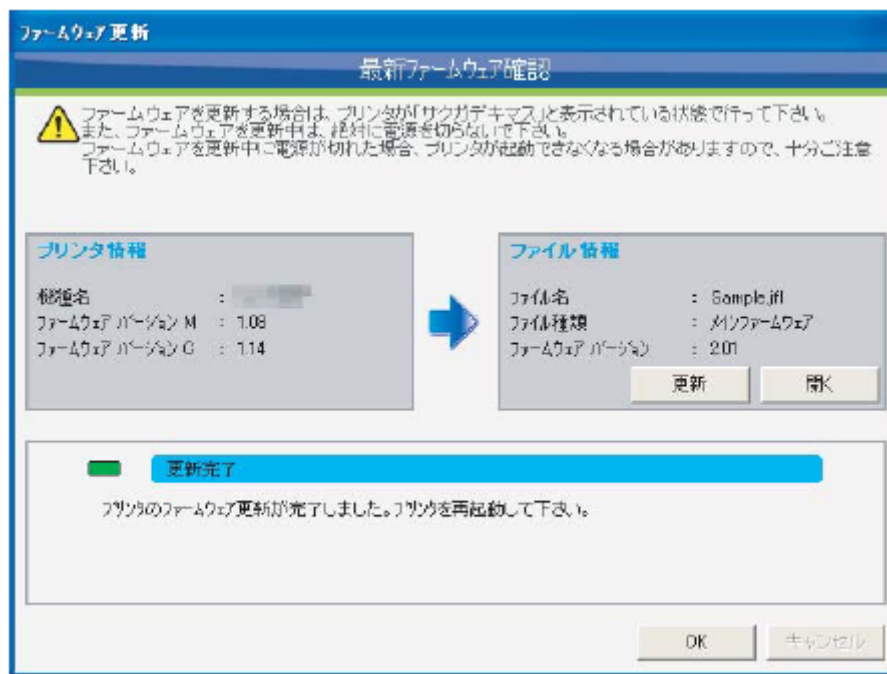 ファームウェア更新
最新ファームウェア確認
ファームウェアを更新する場合は、プリンタが「サクガデキマス」と表示されている状態で行って下さい。
また、ファームウェアを更新中は、絶対に電源を切らないで下さい。
ファームウェアを更新中に電源が切れた場合、プリンタが起動できなくなる場合がありますので、十分ご注意
下さい。
プリンタ情報
機種名 :
ファームウェア バージョン M : 1.08
ファームウェア バージョン G : 1.14
ファイル情報
ファイル名 : Sample.jfl
ファイル種類 : メインファームウェア
ファームウェア バージョン : 2.01
更新 開く
更新完了
プリンタのファームウェア更新が完了しました。プリンタを再起動して下さい。
OK キャンセル